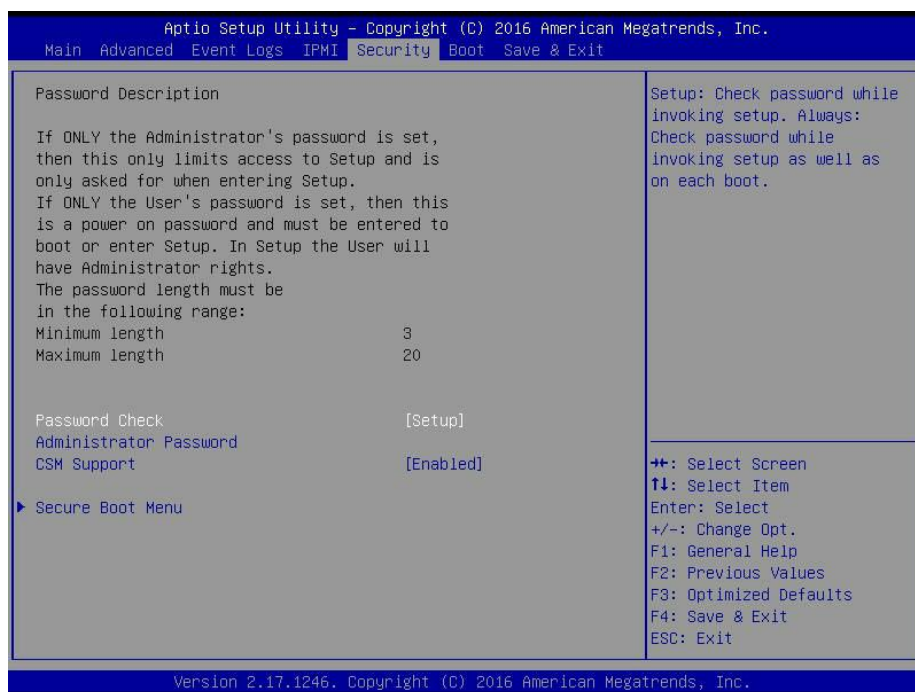 Aptio Setup Utility – Copyright (C) 2016 American Megatrends, Inc.
Main Advanced Event Logs IPMI Security Boot Save & Exit
Password Description
If ONLY the Administrator's password is set,
then this only limits access to Setup and is
only asked for when entering Setup.
If ONLY the User's password is set, then this
is a power on password and must be entered to
boot or enter Setup. In Setup the User will
have Administrator rights.
The password length must be
in the following range:
Minimum length 3
Maximum length 20
Password Check [Setup]
Administrator Password
CSM Support [Enabled]
Secure Boot Menu
Setup: Check password while
invoking setup. Always:
Check password while
invoking setup as well as
on each boot.
→←: Select Screen
↑↓: Select Item
Enter: Select
+/-: Change Opt.
F1: General Help
F2: Previous Values
F3: Optimized Defaults
F4: Save & Exit
ESC: Exit
Version 2.17.1246. Copyright (C) 2016 American Megatrends, Inc.